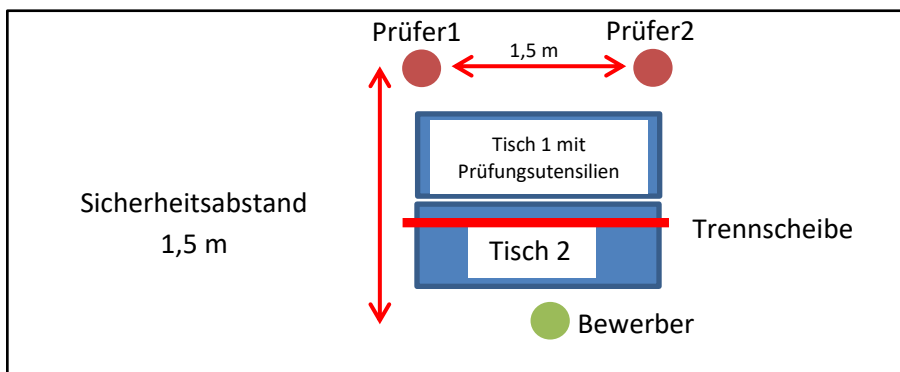 Prüfer1
Prüfer2
1,5 m
Tisch 1 mit
Prüfungsutensilien
Sicherheitsabstand
1,5 m
Trennscheibe
Tisch 2
Bewerber